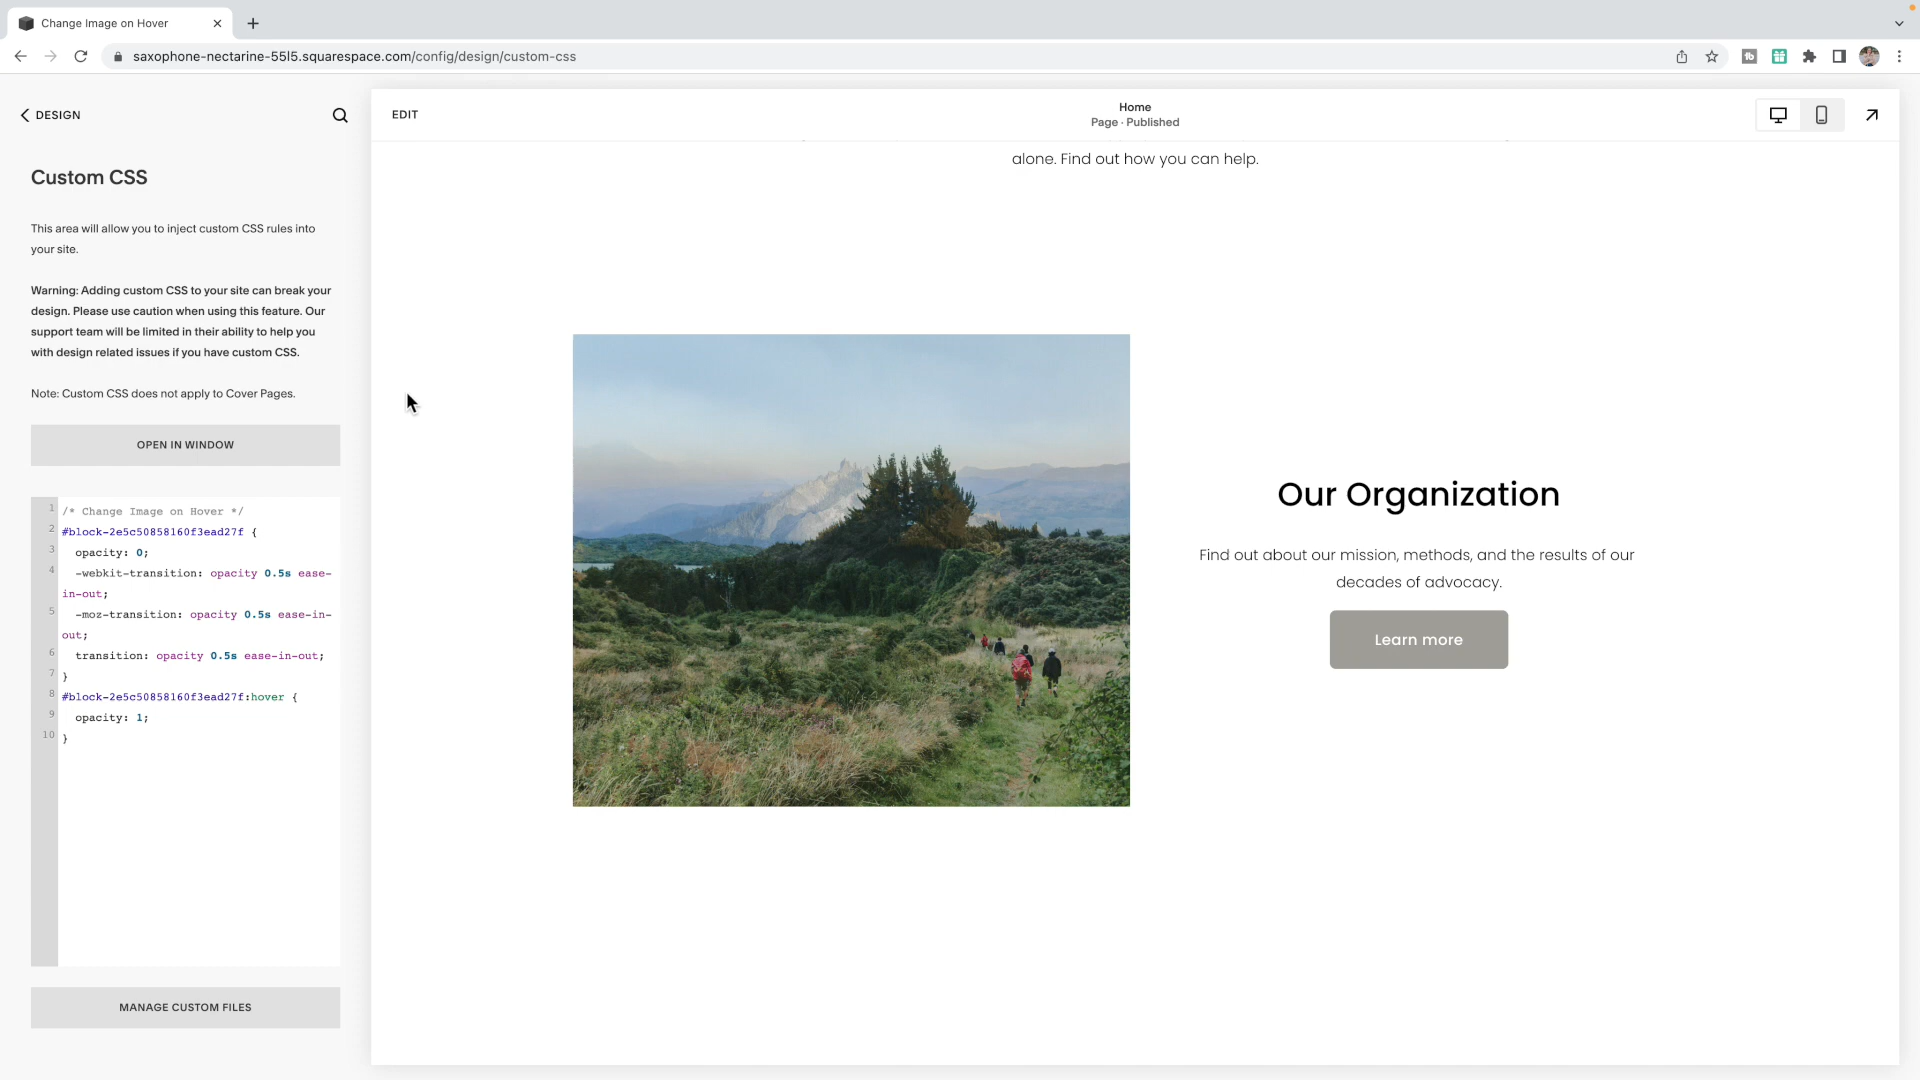 Change Image on Hover
saxophone-nectarine-55l5.squarespace.com/config/design/custom-css
DESIGN
EDIT
Home
Page · Published
Custom CSS
This area will allow you to inject custom CSS rules into
your site.
Warning: Adding custom CSS to your site can break your
design. Please use caution when using this feature. Our
support team will be limited in their ability to help you
with design related issues if you have custom CSS.
Note: Custom CSS does not apply to Cover Pages.
OPEN IN WINDOW
1 /* Change Image on Hover */
2 #block-2e5c50858160f3ead27f {
3 opacity: 0;
4 -webkit-transition: opacity 0.5s ease-
in-out;
5 -moz-transition: opacity 0.5s ease-in-
out;
6 transition: opacity 0.5s ease-in-out;
7 }
8 #block-2e5c50858160f3ead27f:hover {
9 opacity: 1;
10 }
MANAGE CUSTOM FILES
alone. Find out how you can help.
Our Organization
Find out about our mission, methods, and the results of our
decades of advocacy.
Learn more